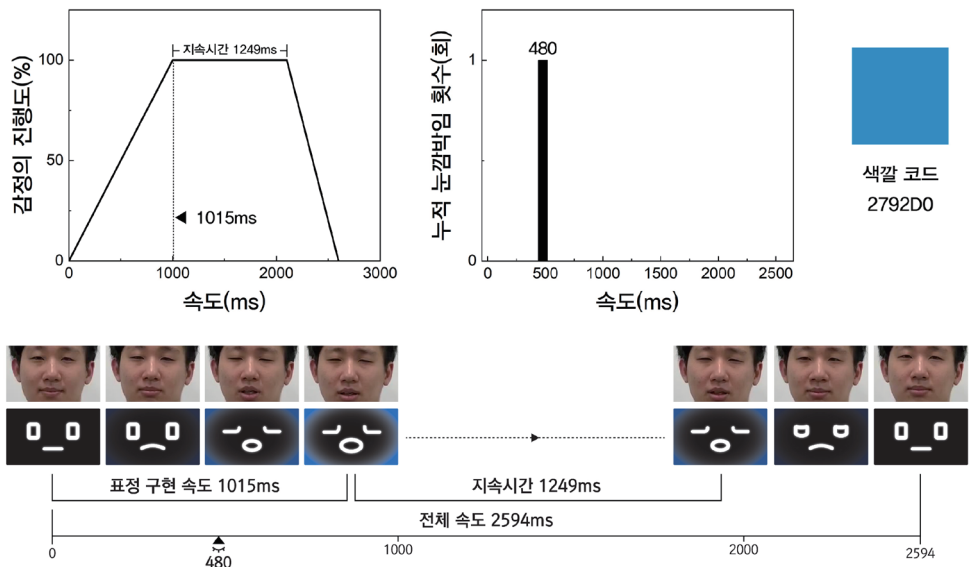 감정의 진행도(%)
100
50
0
지속시간 1249ms
1015ms
0 1000 2000 3000
속도(ms)
누적 눈깜박임 횟수(회)
1
0
480
0 500 1000 1500 2000 2500
속도(ms)
색깔 코드
2792D0
표정 구현 속도 1015ms
지속시간 1249ms
전체 속도 2594ms
0 480 1000 2000 2594